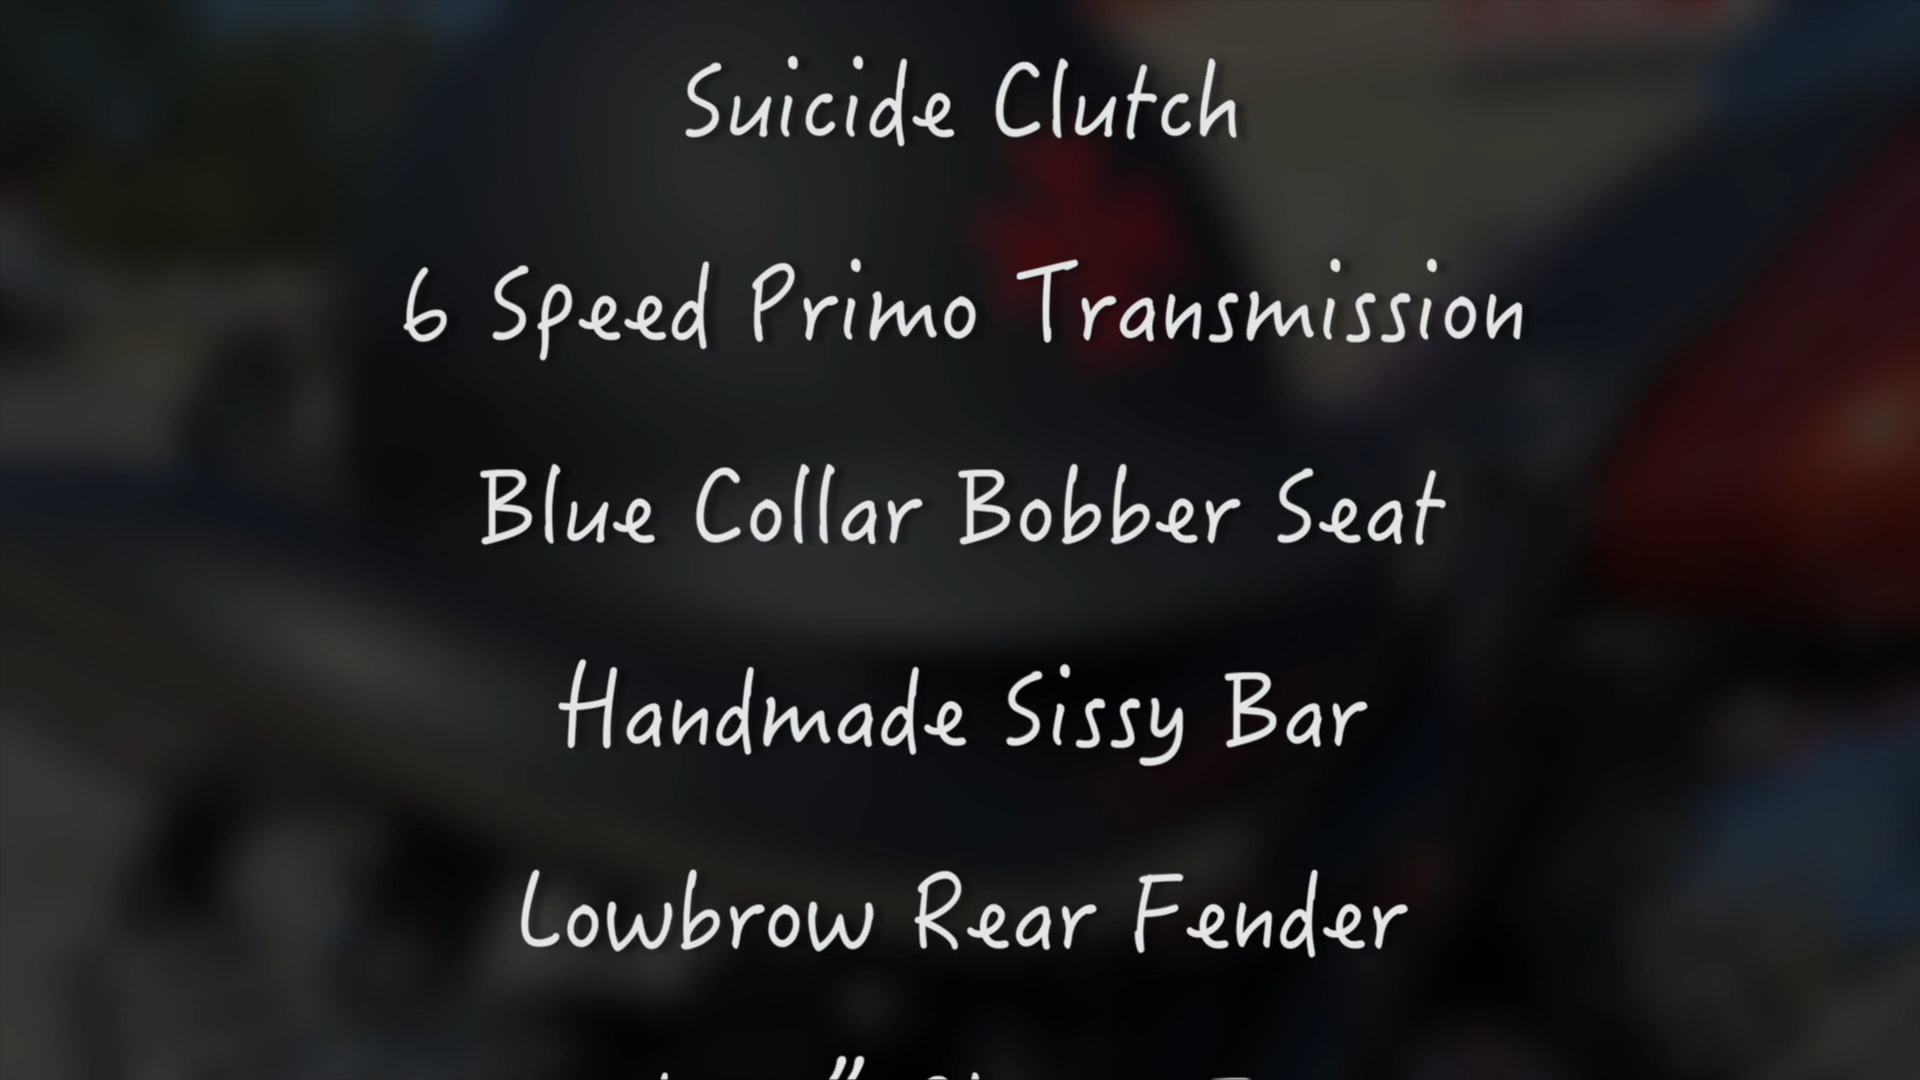 Suicide Clutch
6 Speed Primo Transmission
Blue Collar Bobber Seat
Handmade Sissy Bar
Lowbrow Rear Fender